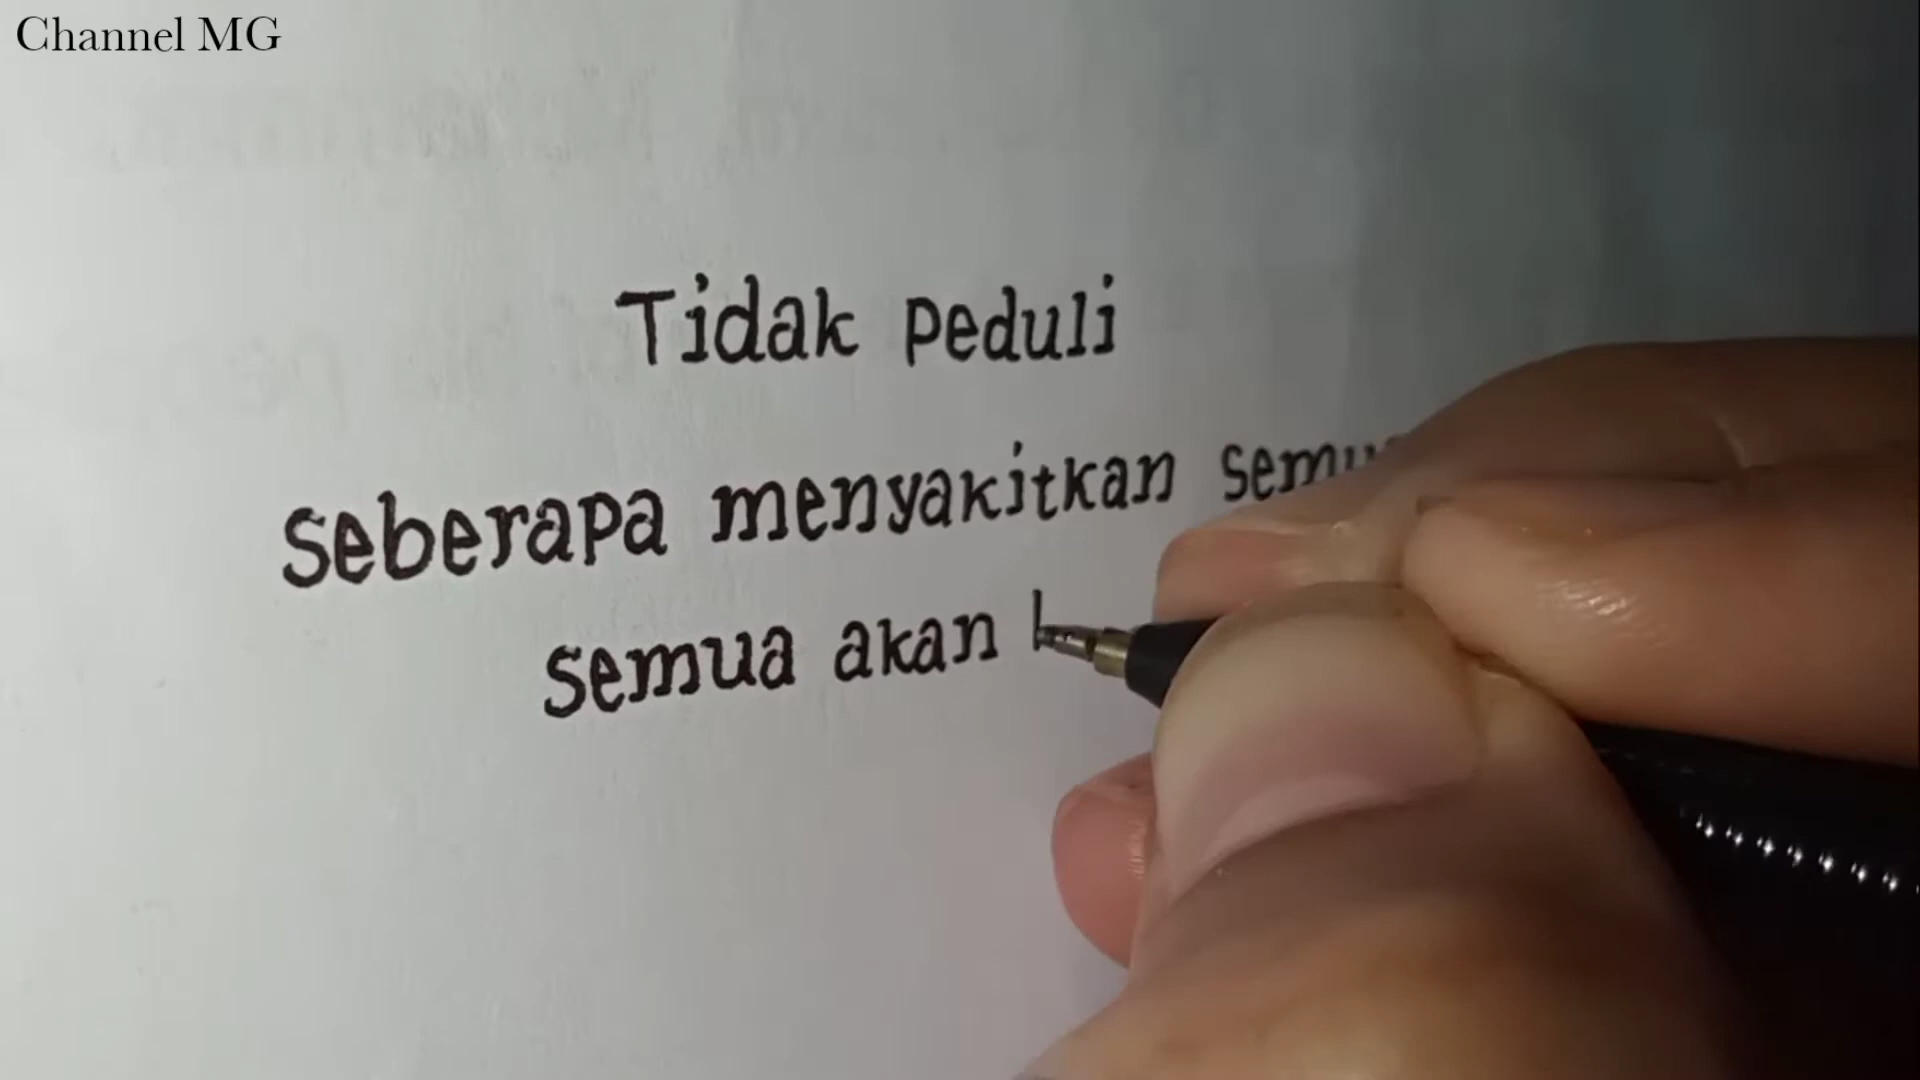 Channel MG
Tidak peduli
seberapa menyakitkan
semua akan